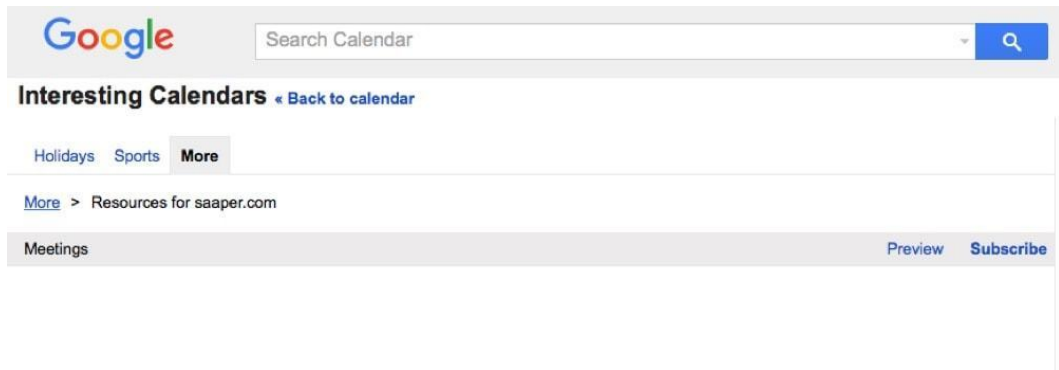 Google Search Calendar
Interesting Calendars « Back to calendar
Holidays Sports More
More > Resources for saaper.com
Meetings Preview Subscribe